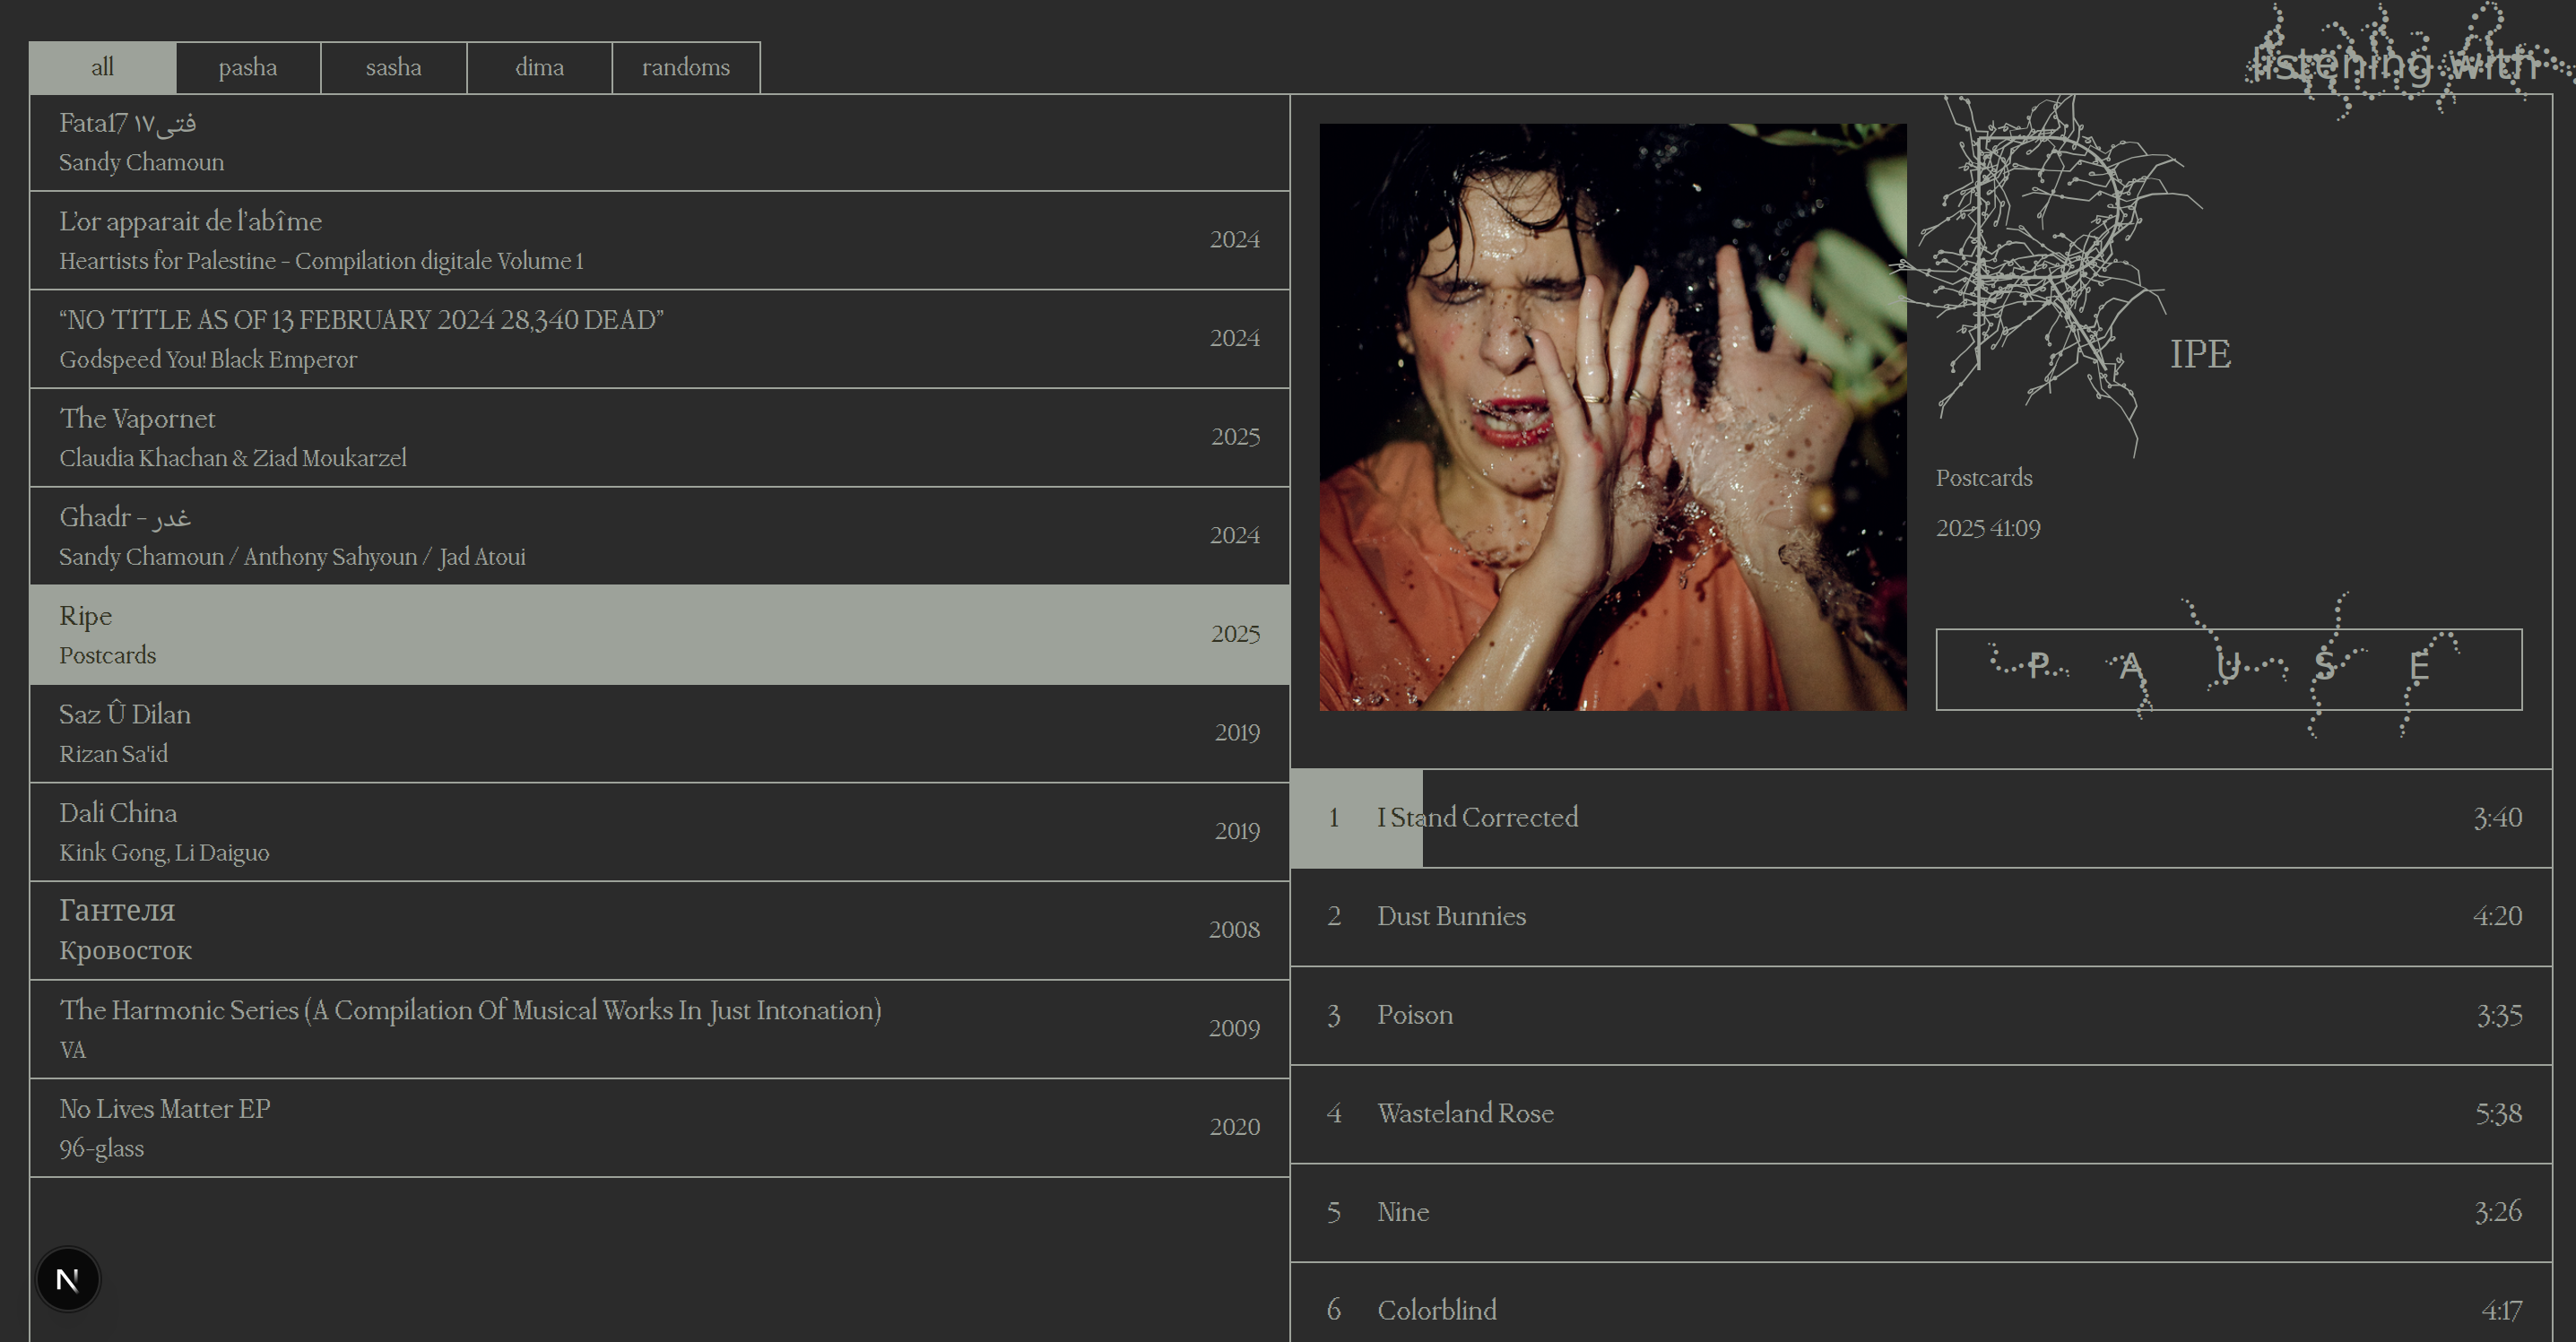 all
pasha
sasha
dima
randoms
listening with
Fata17 فتى١٧
Sandy Chamoun
L’or apparait de l’abîme
Heartists for Palestine - Compilation digitale Volume 1
2024
“NO TITLE AS OF 13 FEBRUARY 2024 28,340 DEAD”
Godspeed You! Black Emperor
2024
The Vapornet
Claudia Khachan & Ziad Moukarzel
2025
Ghadr - غدر
Sandy Chamoun / Anthony Sahyoun / Jad Atoui
2024
Ripe
Postcards
2025
Saz Û Dilan
Rizan Sa'id
2019
Dali China
Kink Gong, Li Daiguo
2019
Гантеля
Кровосток
2008
The Harmonic Series (A Compilation Of Musical Works In Just Intonation)
VA
2009
No Lives Matter EP
96-glass
2020
N
RIPE
Postcards
2025 41:09
PAUSE
1 I Stand Corrected 3:40
2 Dust Bunnies 4:20
3 Poison 3:35
4 Wasteland Rose 5:38
5 Nine 3:26
6 Colorblind 4:17